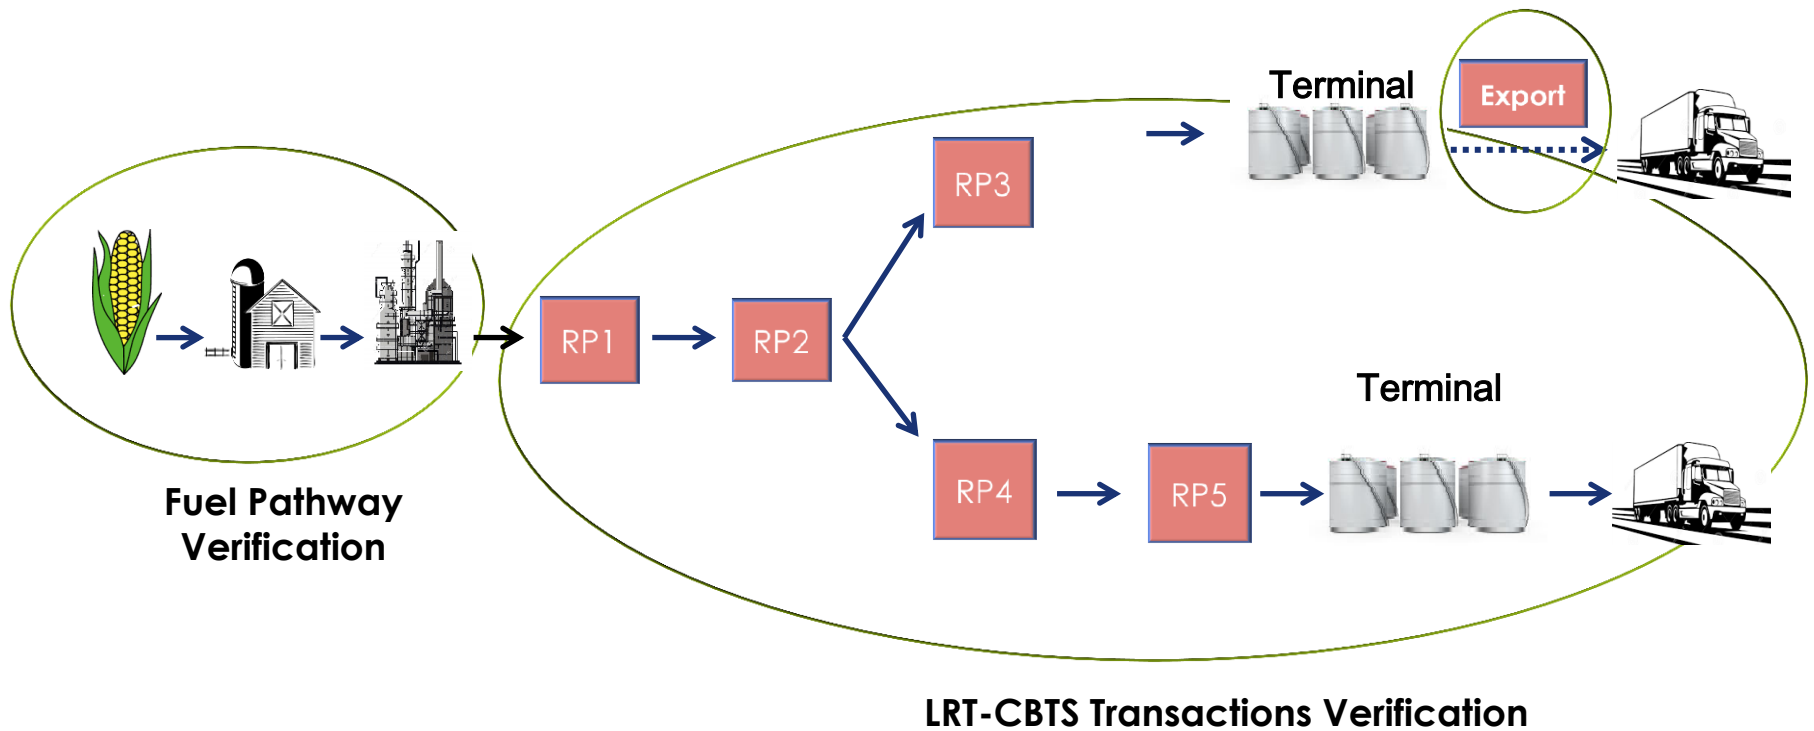 Terminal
Export
RP3
RP1
RP2
Terminal
RP4
RP5
Fuel Pathway
Verification
LRT-CBTS Transactions Verification